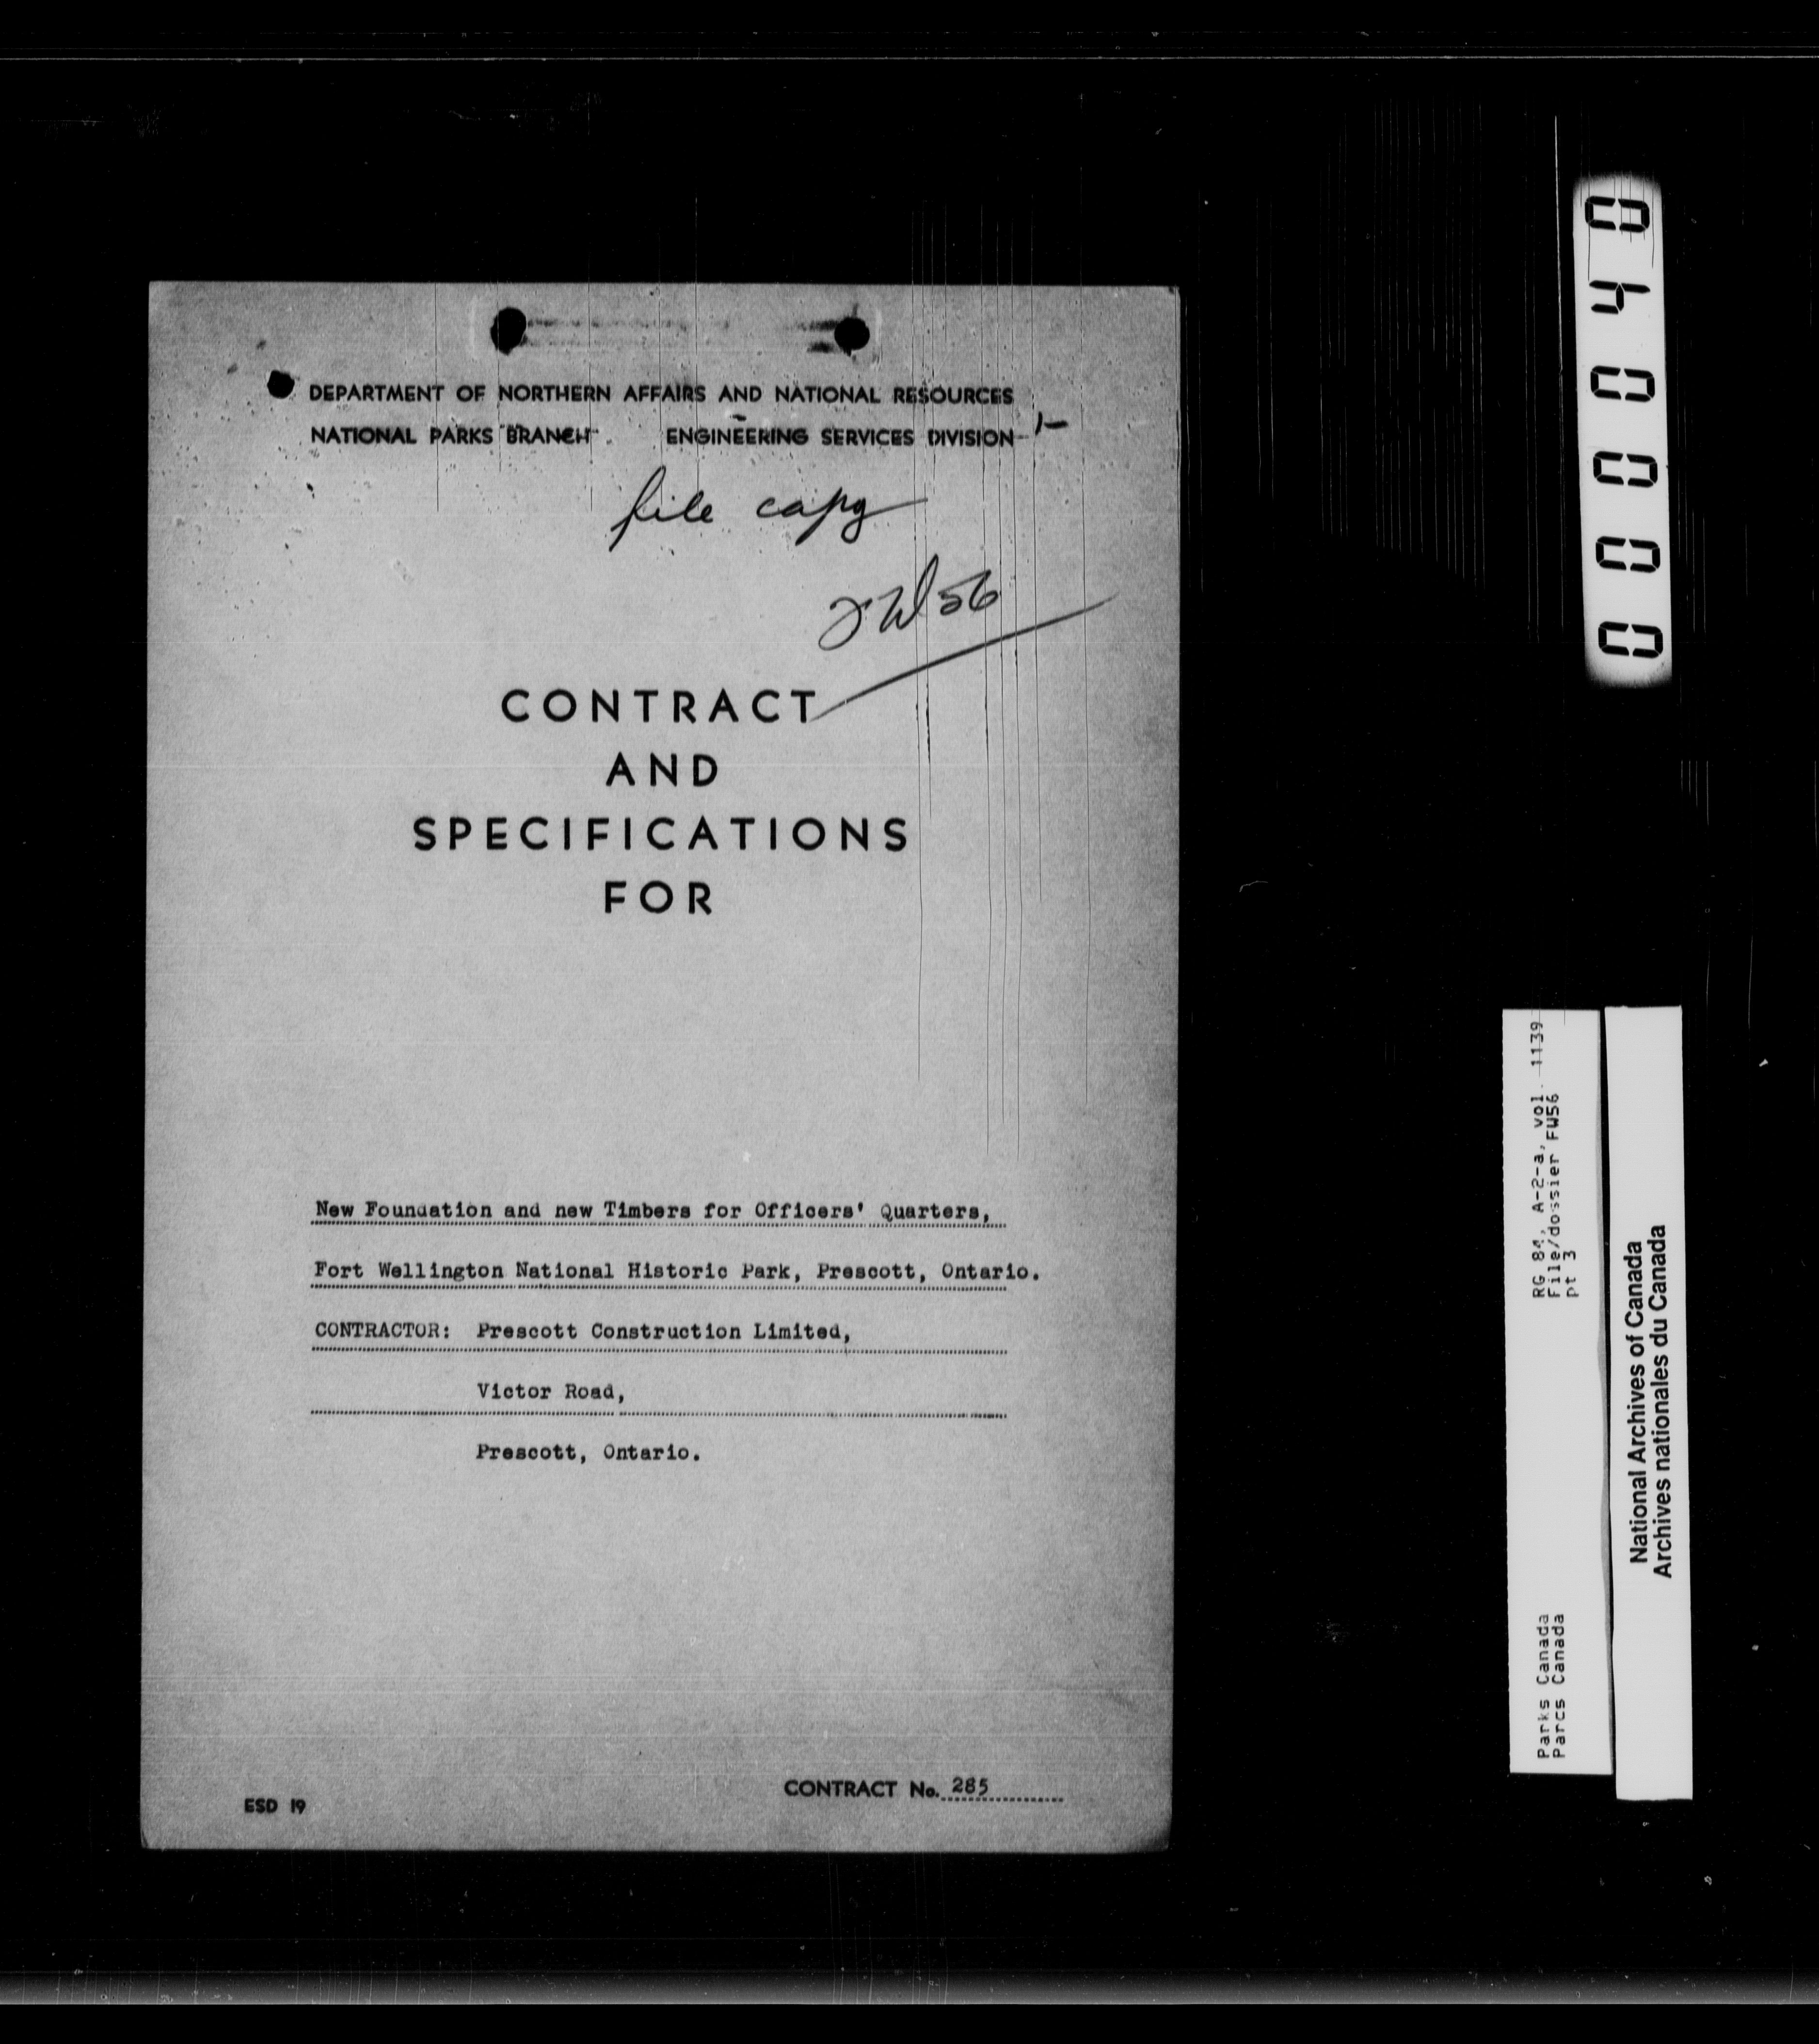 DEPARTMENT OF NORTHERN AFFAIRS AND NATIONAL RESOURCES
NATIONAL PARKS BRANCH ENGINEERING SERVICES DIVISION
file copy
FW56
CONTRACT
AND
SPECIFICATIONS
FOR
New Foundation and new Timbers for Officers' Quarters,
Fort Wellington National Historic Park, Prescott, Ontario.
CONTRACTOR: Prescott Construction Limited,
Victor Road,
Prescott, Ontario.
ESD 19
CONTRACT No. 285
000040
RG 84, A-2-a, vol. 1139
File/dossier FW56
pt 3
Parks Canada
Parcs Canada
National Archives of Canada
Archives nationales du Canada